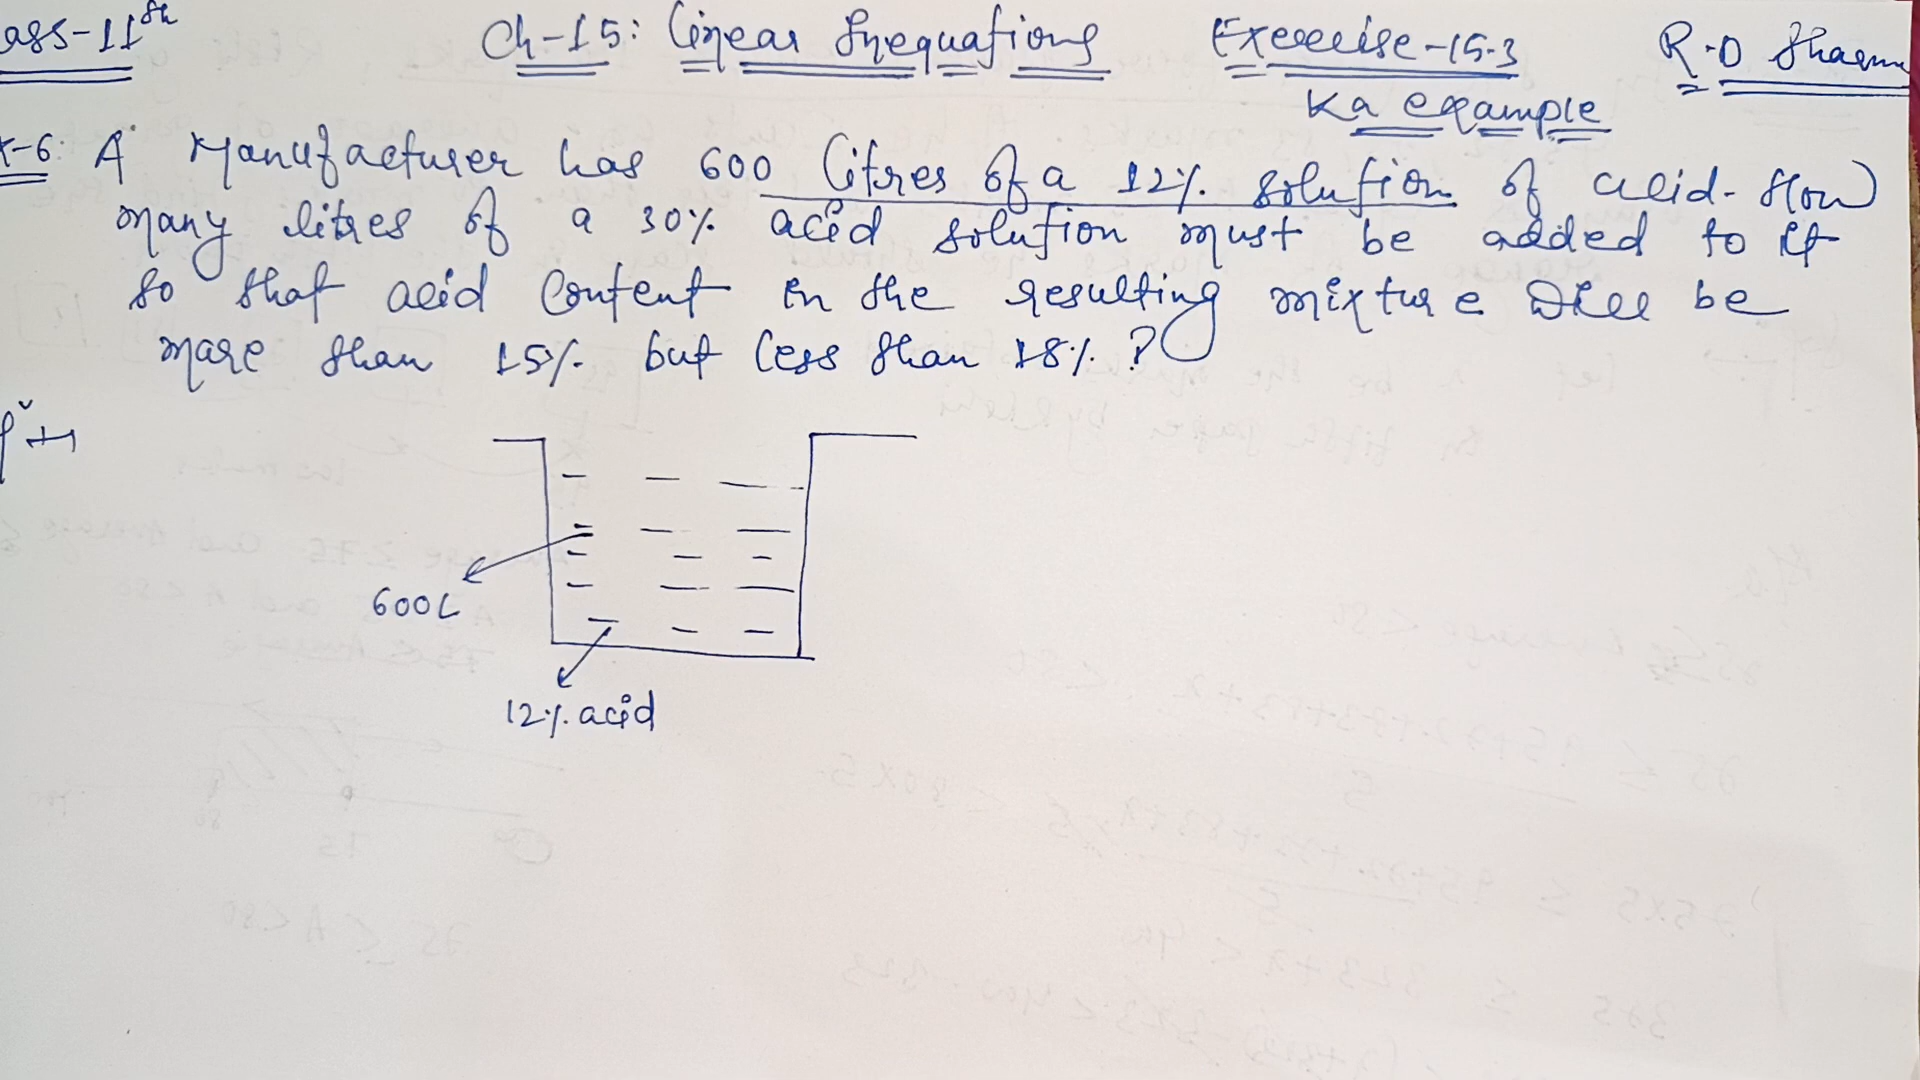 ass-11th Ch-15: Linear Inequations Exercise-15.3 R.D Sharma
Ka example
x-6: A Manufacturer has 600 litres of a 12% solution of acid. How
many litres of a 30% acid solution must be added to it
so that acid content in the resulting mixture will be
more than 15% but less than 18%?
600L
12% acid